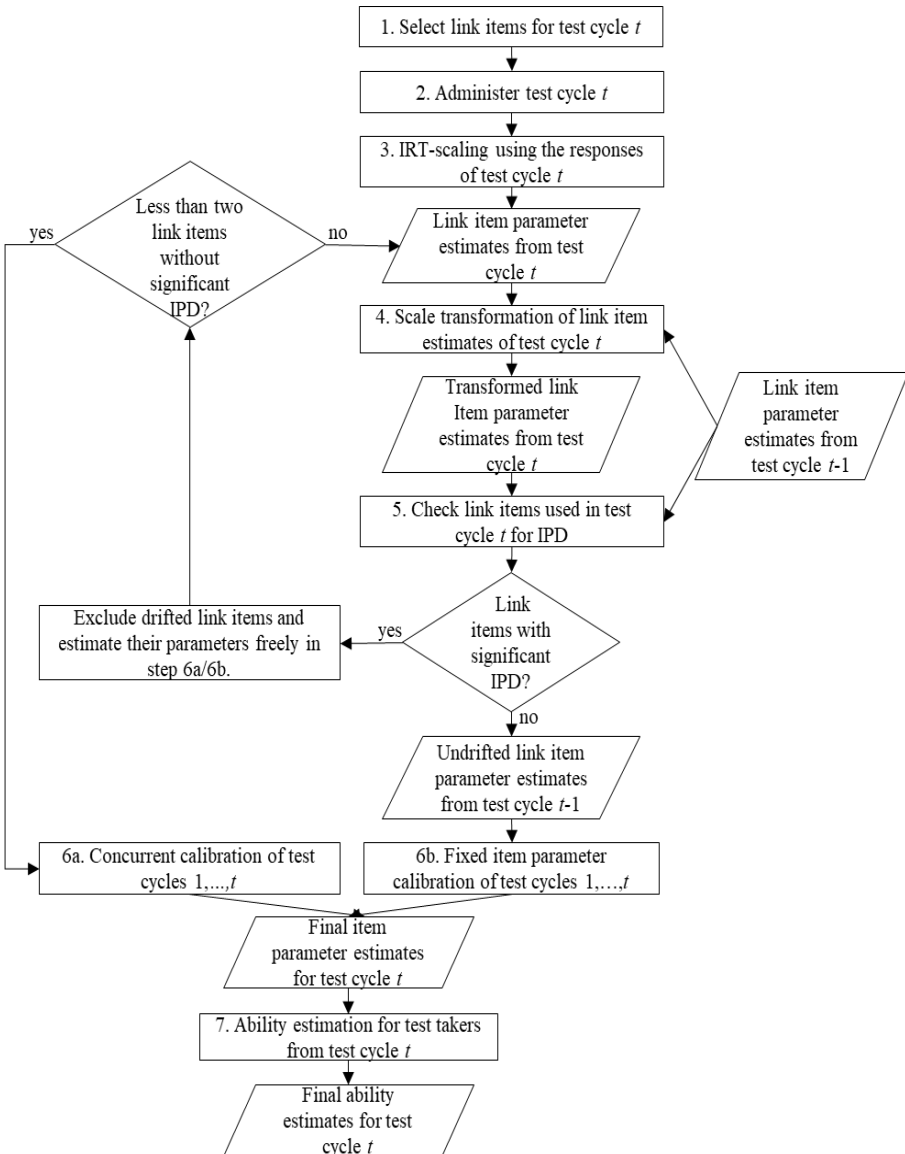 1. Select link items for test cycle t
2. Administer test cycle t
3. IRT-scaling using the responses
of test cycle t
Less than two
link items
without
significant
IPD?
yes
no
Link item parameter
estimates from test
cycle t
4. Scale transformation of link item
estimates of test cycle t
Transformed link
Item parameter
estimates from test
cycle t
Link item
parameter
estimates from
test cycle t-1
5. Check link items used in test
cycle t for IPD
Link
items with
significant
IPD?
yes
Exclude drifted link items and
estimate their parameters freely in
step 6a/6b.
no
Undrifted link item
parameter estimates
from test cycle t-1
6a. Concurrent calibration of test
cycles 1,...,t
6b. Fixed item parameter
calibration of test cycles 1,…,t
Final item
parameter estimates
for test cycle t
7. Ability estimation for test takers
from test cycle t
Final ability
estimates for test
cycle t